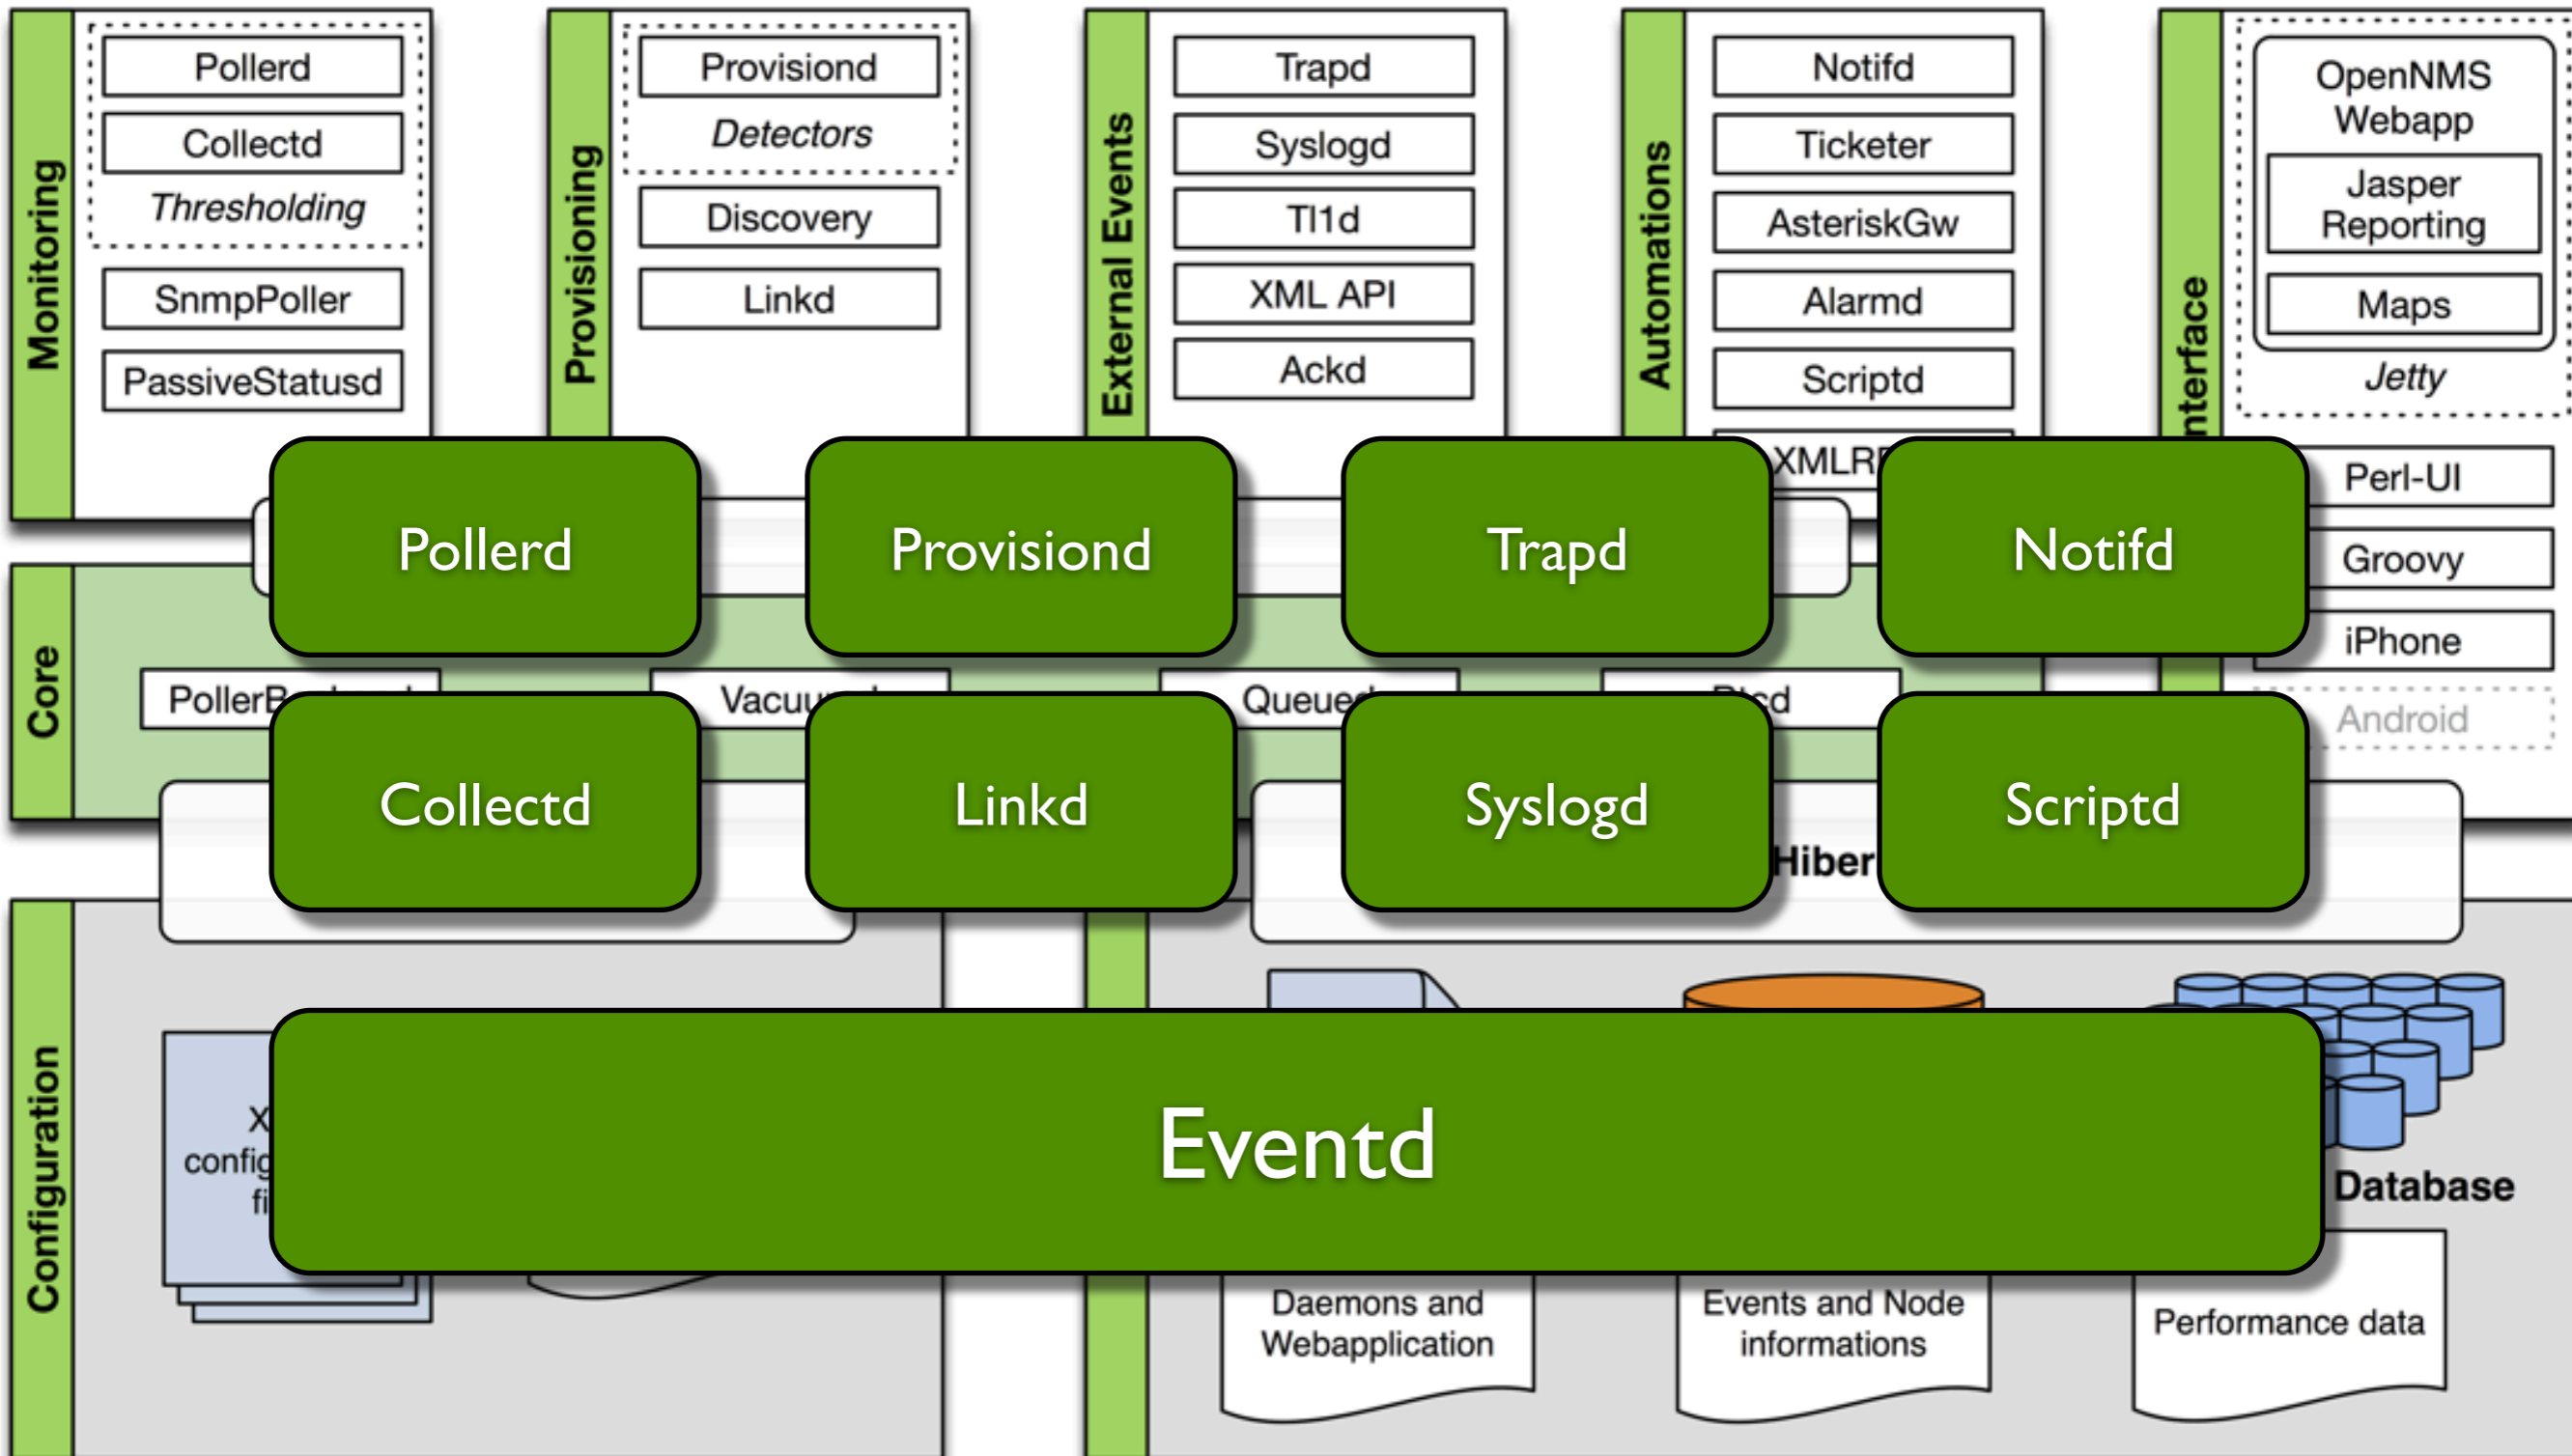 Monitoring
Pollerd
Collectd
Thresholding
SnmpPoller
PassiveStatusd
Provisioning
Provisiond
Detectors
Discovery
Linkd
External Events
Trapd
Syslogd
Tl1d
XML API
Ackd
Automations
Notifd
Ticketer
AsteriskGw
Alarmd
Scriptd
OpenNMS
Webapp
Jasper
Reporting
Maps
Jetty
Perl-UI
Groovy
iPhone
Android
Pollerd
Provisiond
Trapd
Notifd
Core
Collectd
Linkd
Syslogd
Scriptd
Configuration
Eventd
Database
Daemons and
Webapplication
Events and Node
informations
Performance data